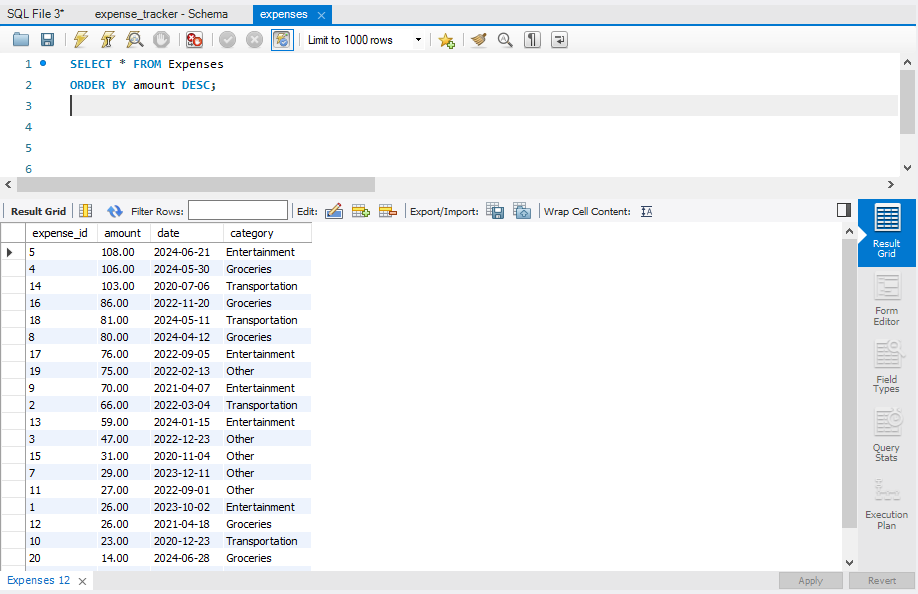 SQL File 3* expense_tracker - Schema expenses
Limit to 1000 rows
1 SELECT * FROM Expenses
2 ORDER BY amount DESC;
3
4
5
6
Result Grid Filter Rows: Edit: Export/Import: Wrap Cell Content:
expense_id amount date category
5 108.00 2024-06-21 Entertainment
4 106.00 2024-05-30 Groceries
14 103.00 2020-07-06 Transportation
16 86.00 2022-11-20 Groceries
18 81.00 2024-05-11 Transportation
8 80.00 2024-04-12 Groceries
17 76.00 2022-09-05 Entertainment
19 75.00 2022-02-13 Other
9 70.00 2021-04-07 Entertainment
2 66.00 2022-03-04 Transportation
13 59.00 2024-01-15 Entertainment
3 47.00 2022-12-23 Other
15 31.00 2020-11-04 Other
7 29.00 2023-12-11 Other
11 27.00 2022-09-01 Other
1 26.00 2023-10-02 Entertainment
12 26.00 2021-04-18 Groceries
10 23.00 2020-12-23 Transportation
20 14.00 2024-06-28 Groceries
Result
Grid
Form
Editor
Field
Types
Query
Stats
Execution
Plan
Expenses 12 Apply Revert